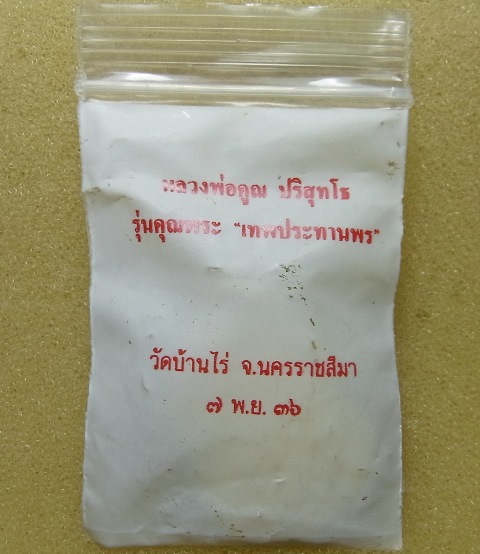 หลวงพ่อคูณ ปริสุทโธ
รุ่นคุณพระ "เทพประทานพร"
วัดบ้านไร่ จ.นครราชสีมา
๗ พ.ย. ๓๖